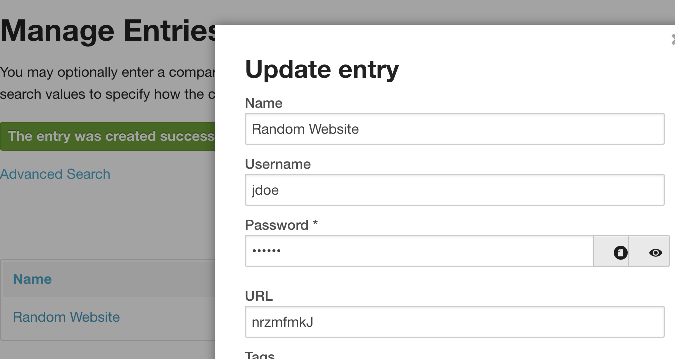 Manage Entries
You may optionally enter a compar
search values to specify how the c
The entry was created success
Advanced Search
Name
Random Website
Update entry
Name
Random Website
Username
jdoe
Password *
••••••
URL
nrzmfmkJ
Tags